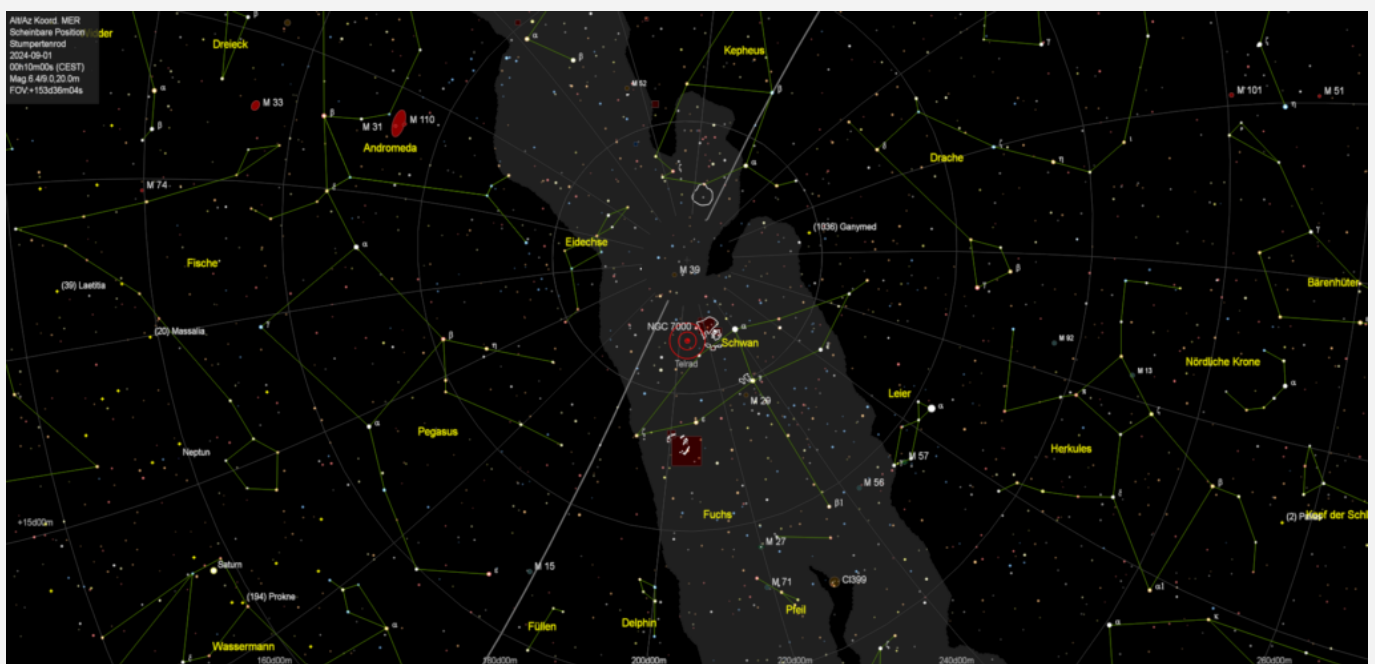 Alt/Az Koord. MER
Scheinbare Position
Stumpertenrod
2024-09-01
00h10m00s (CEST)
Mag:6.4/9.0,20.0m
FOV:+153d36m04s
Dreieck
Kepheus
M 52
M 33
M 101
M 51
M 31
M 110
Andromeda
Drache
M 74
(1036) Ganymed
Eidechse
Fische
M 39
(39) Laetitia
Bärenhüter
NGC 7000
(20) Massalia
Schwan
M 92
Telrad
Nördliche Krone
M 13
Leier
M 29
Pegasus
Herkules
Neptun
M 57
M 56
Fuchs
+15d00m
M 27
Saturn
M 15
M 71
Cl399
(194) Prokne
Pfeil
Füllen
Delphin
Wassermann
160d00m
180d00m
200d00m
220d00m
240d00m
260d00m